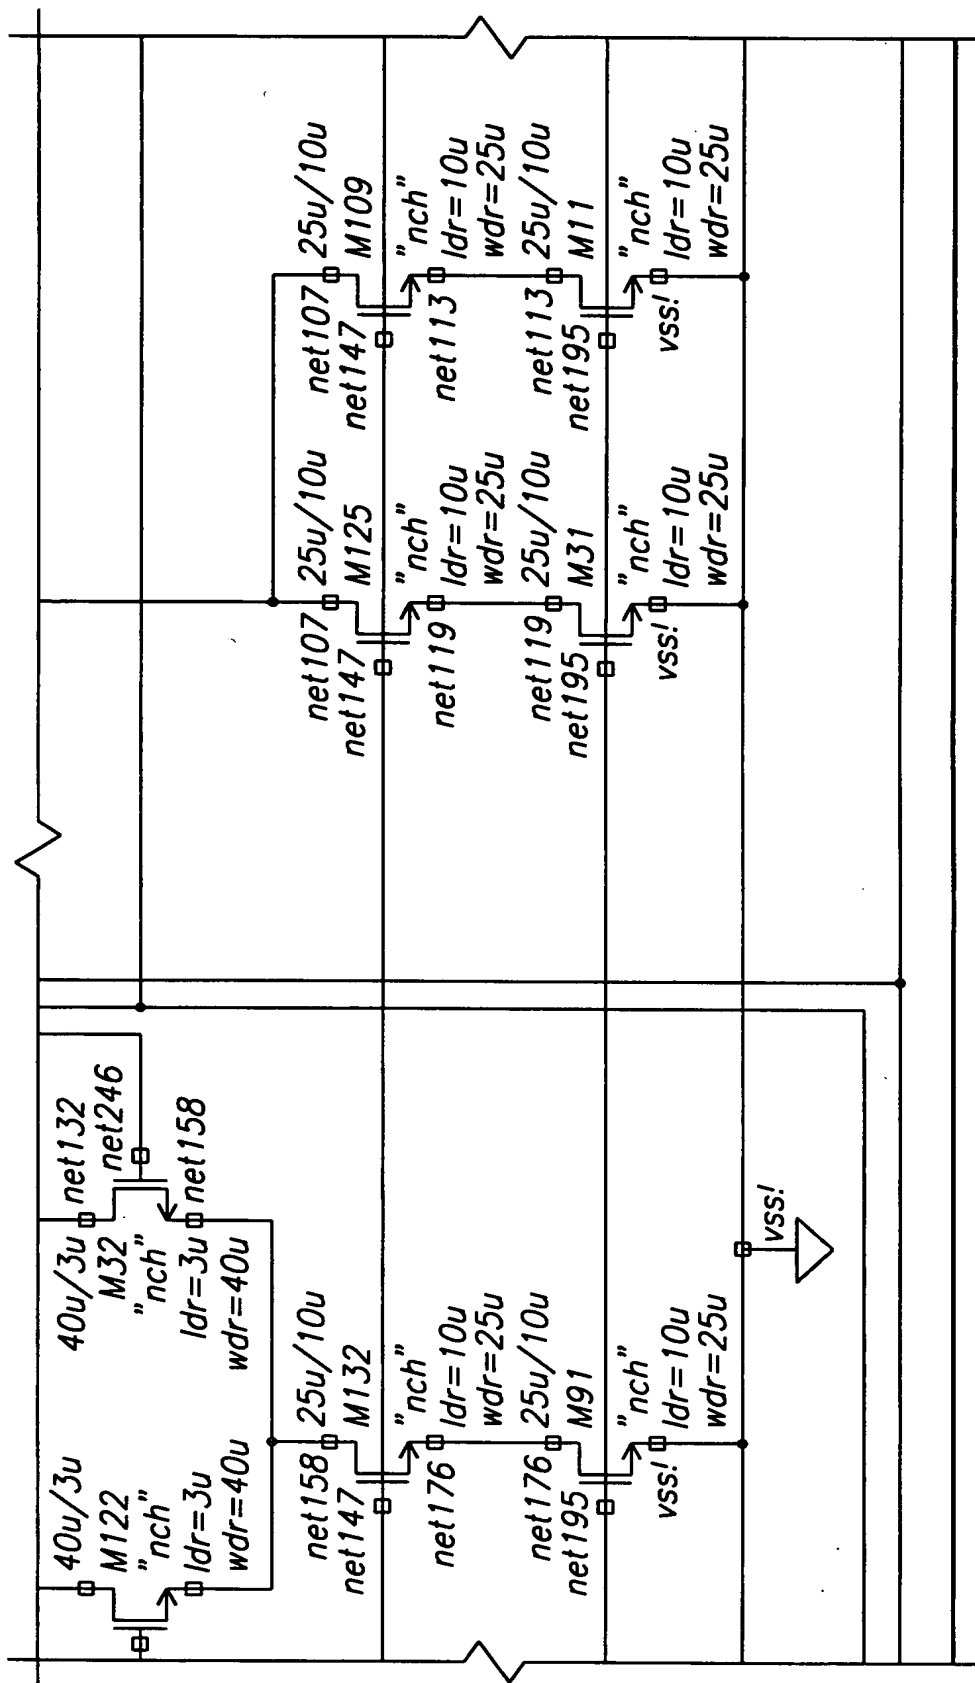 40u/3u
M122
"nch"
ldr=3u
wdr=40u
40u/3u
M32
"nch"
ldr=3u
wdr=40u
net132
net246
net158
net158
net147
25u/10u
M132
"nch"
ldr=10u
wdr=25u
net176
net176
net195
25u/10u
M91
"nch"
ldr=10u
wdr=25u
vss!
vss!
net107
net147
25u/10u
M125
"nch"
ldr=10u
wdr=25u
net119
net119
net195
25u/10u
M31
"nch"
ldr=10u
wdr=25u
vss!
net107
net147
25u/10u
M109
"nch"
ldr=10u
wdr=25u
net113
net113
net195
25u/10u
M11
"nch"
ldr=10u
wdr=25u
vss!